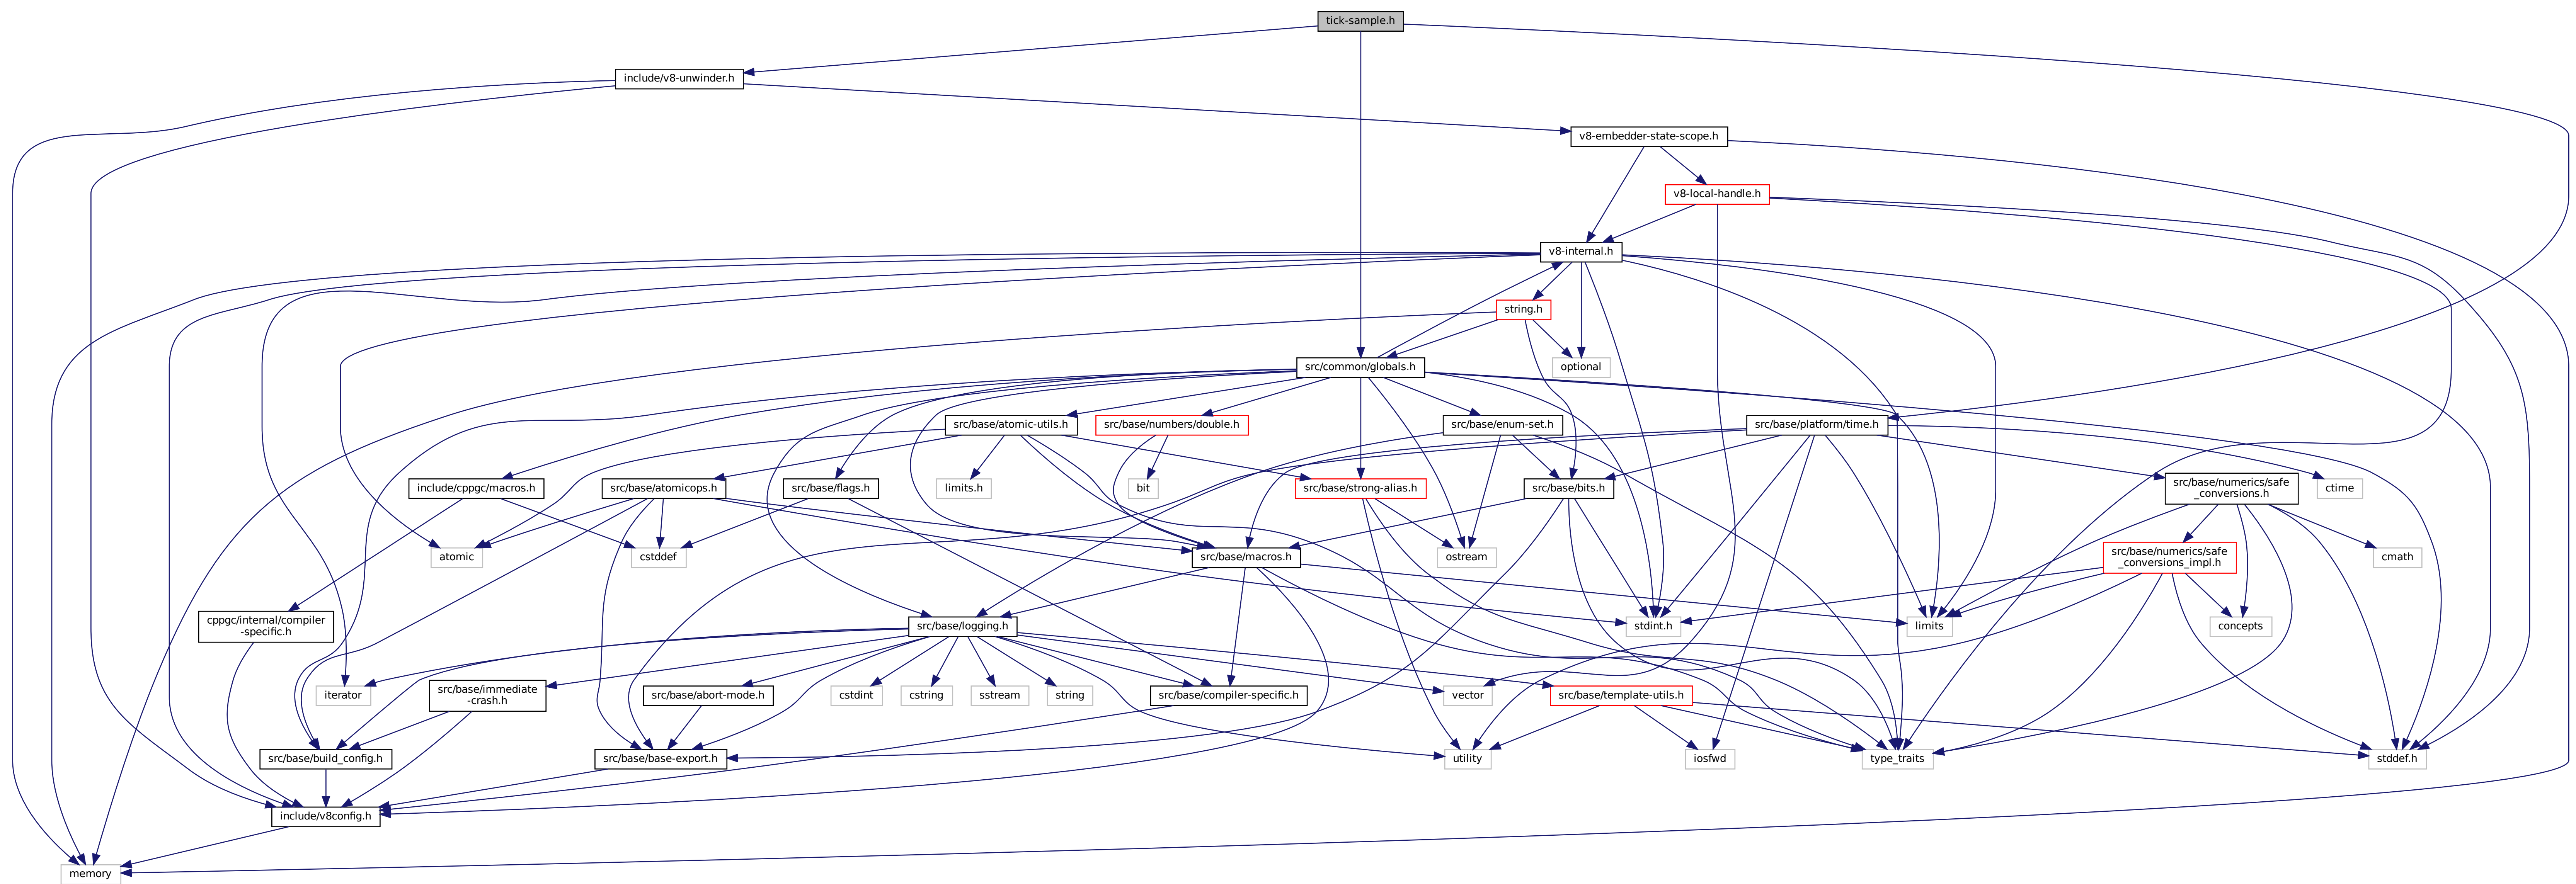 tick-sample.h
include/v8-unwinder.h
v8-embedder-state-scope.h
v8-local-handle.h
v8-internal.h
string.h
src/common/globals.h
optional
src/base/atomic-utils.h
src/base/numbers/double.h
src/base/enum-set.h
src/base/platform/time.h
include/cppgc/macros.h
src/base/atomicops.h
src/base/flags.h
limits.h
bit
src/base/strong-alias.h
src/base/bits.h
src/base/numerics/safe
_conversions.h
ctime
atomic
cstddef
src/base/macros.h
ostream
src/base/numerics/safe
_conversions_impl.h
cmath
cppgc/internal/compiler
-specific.h
src/base/logging.h
stdint.h
limits
concepts
iterator
src/base/immediate
-crash.h
src/base/abort-mode.h
cstdint
cstring
sstream
string
src/base/compiler-specific.h
vector
src/base/template-utils.h
src/base/build_config.h
src/base/base-export.h
utility
iosfwd
type_traits
stddef.h
include/v8config.h
memory